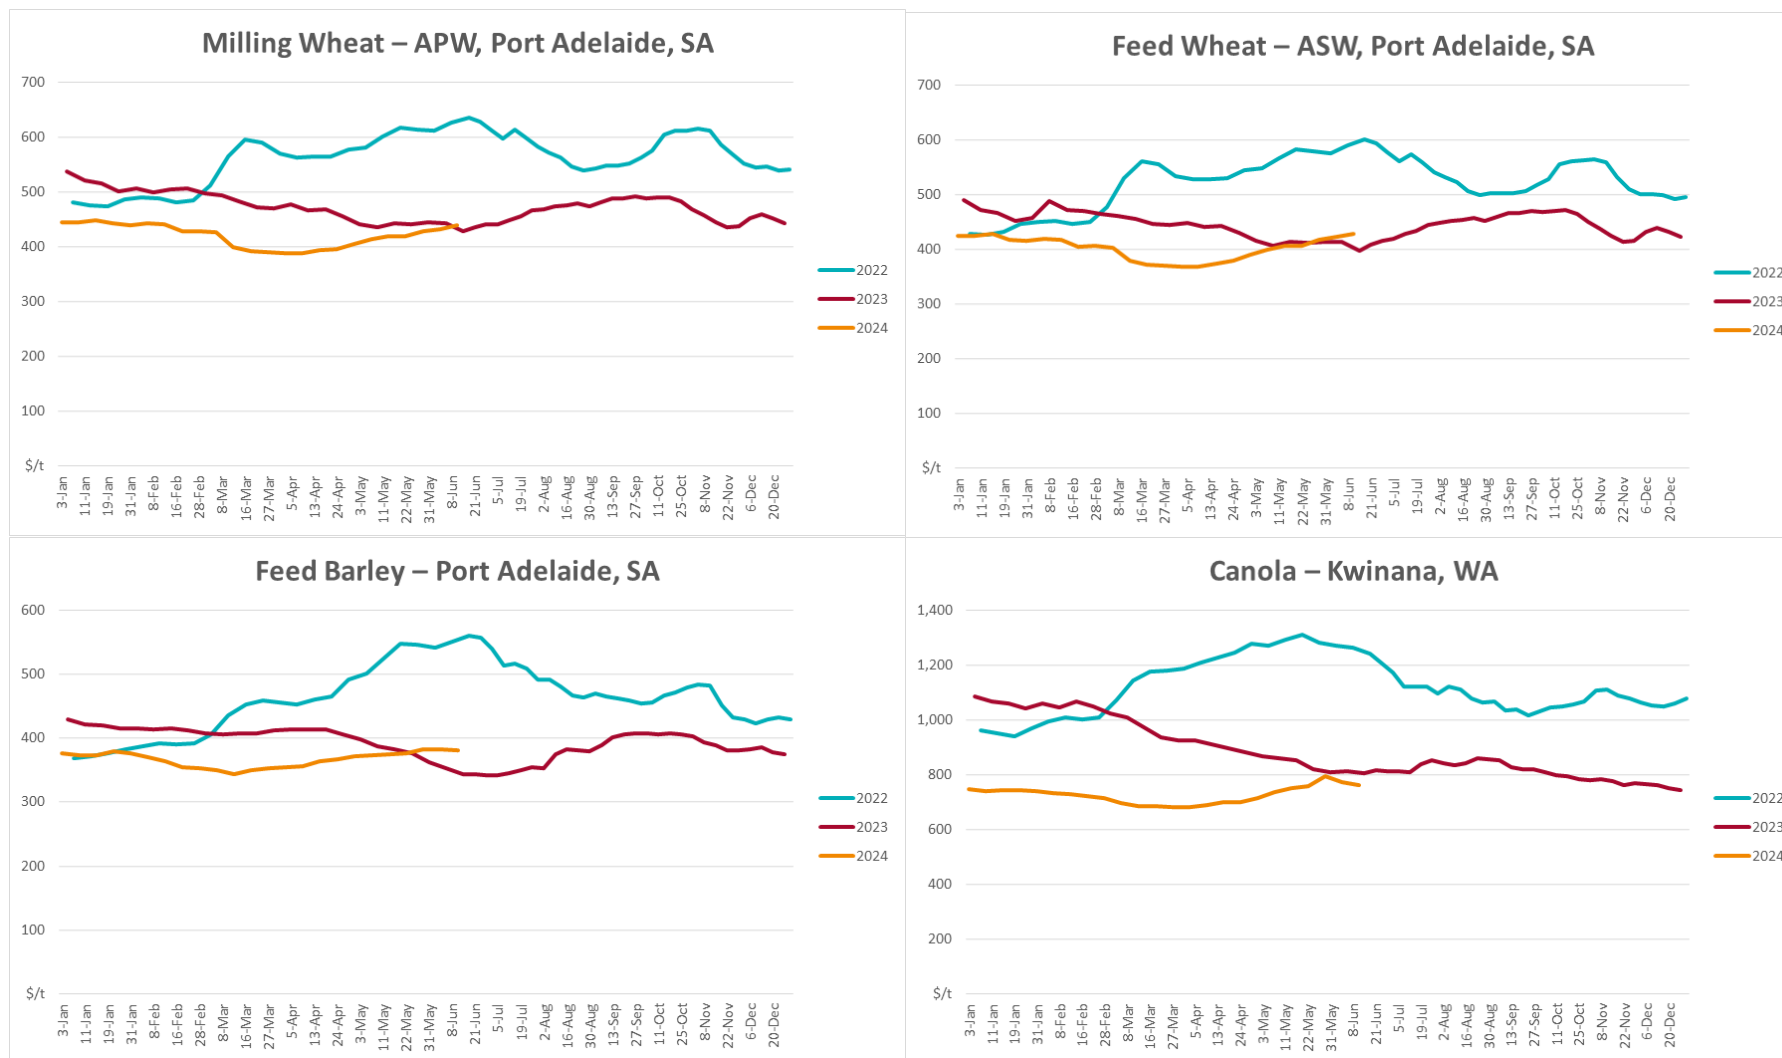 Milling Wheat – APW, Port Adelaide, SA
700
600
500
400
300
200
100
$/t
3-Jan
11-Jan
19-Jan
31-Jan
8-Feb
16-Feb
28-Feb
8-Mar
16-Mar
27-Mar
5-Apr
13-Apr
24-Apr
3-May
11-May
22-May
31-May
8-Jun
21-Jun
5-Jul
19-Jul
2-Aug
16-Aug
30-Aug
13-Sep
27-Sep
11-Oct
25-Oct
8-Nov
22-Nov
6-Dec
20-Dec
2022
2023
2024
Feed Wheat – ASW, Port Adelaide, SA
700
600
500
400
300
200
100
$/t
3-Jan
11-Jan
19-Jan
31-Jan
8-Feb
16-Feb
28-Feb
8-Mar
16-Mar
27-Mar
5-Apr
13-Apr
24-Apr
3-May
11-May
22-May
31-May
8-Jun
21-Jun
5-Jul
19-Jul
2-Aug
16-Aug
30-Aug
13-Sep
27-Sep
11-Oct
25-Oct
8-Nov
22-Nov
6-Dec
20-Dec
2022
2023
2024
Feed Barley – Port Adelaide, SA
600
500
400
300
200
100
$/t
3-Jan
11-Jan
19-Jan
31-Jan
8-Feb
16-Feb
28-Feb
8-Mar
16-Mar
27-Mar
5-Apr
13-Apr
24-Apr
3-May
11-May
22-May
31-May
8-Jun
21-Jun
5-Jul
19-Jul
2-Aug
16-Aug
30-Aug
13-Sep
27-Sep
11-Oct
25-Oct
8-Nov
22-Nov
6-Dec
20-Dec
2022
2023
2024
Canola – Kwinana, WA
1,400
1,200
1,000
800
600
400
200
$/t
3-Jan
11-Jan
19-Jan
31-Jan
8-Feb
16-Feb
28-Feb
8-Mar
16-Mar
27-Mar
5-Apr
13-Apr
24-Apr
3-May
11-May
22-May
31-May
8-Jun
21-Jun
5-Jul
19-Jul
2-Aug
16-Aug
30-Aug
13-Sep
27-Sep
11-Oct
25-Oct
8-Nov
22-Nov
6-Dec
20-Dec
2022
2023
2024